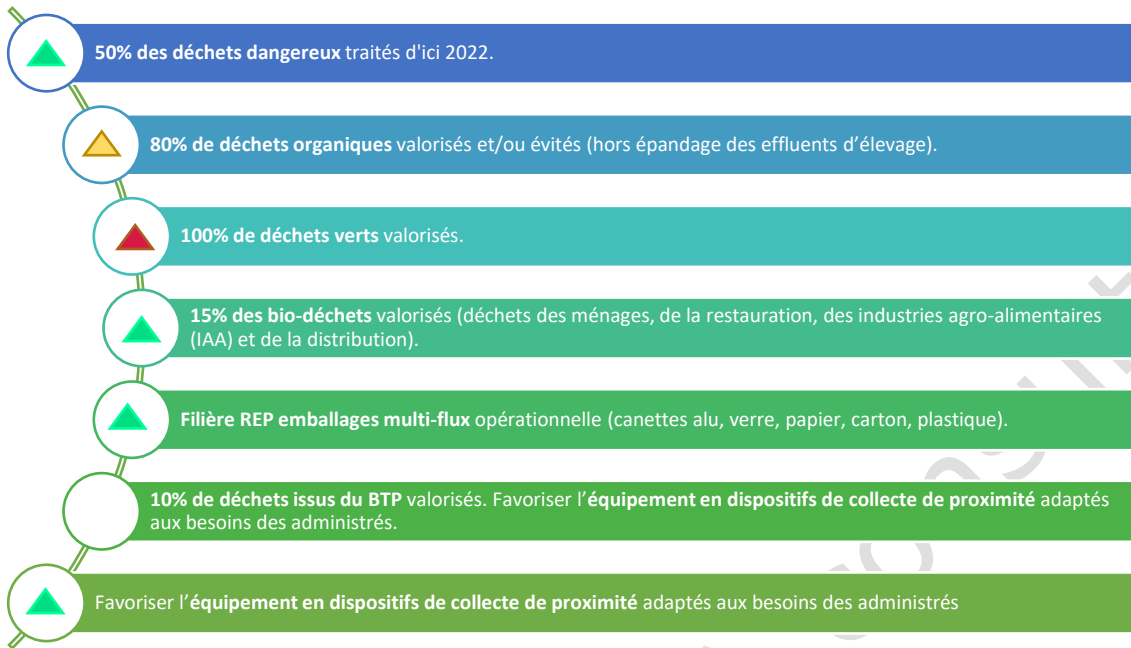 50% des déchets dangereux traités d'ici 2022.
80% de déchets organiques valorisés et/ou évités (hors épandage des effluents d’élevage).
100% de déchets verts valorisés.
15% des bio-déchets valorisés (déchets des ménages, de la restauration, des industries agro-alimentaires
(IAA) et de la distribution).
Filière REP emballages multi-flux opérationnelle (canettes alu, verre, papier, carton, plastique).
10% de déchets issus du BTP valorisés. Favoriser l’équipement en dispositifs de collecte de proximité adaptés
aux besoins des administrés.
Favoriser l’équipement en dispositifs de collecte de proximité adaptés aux besoins des administrés